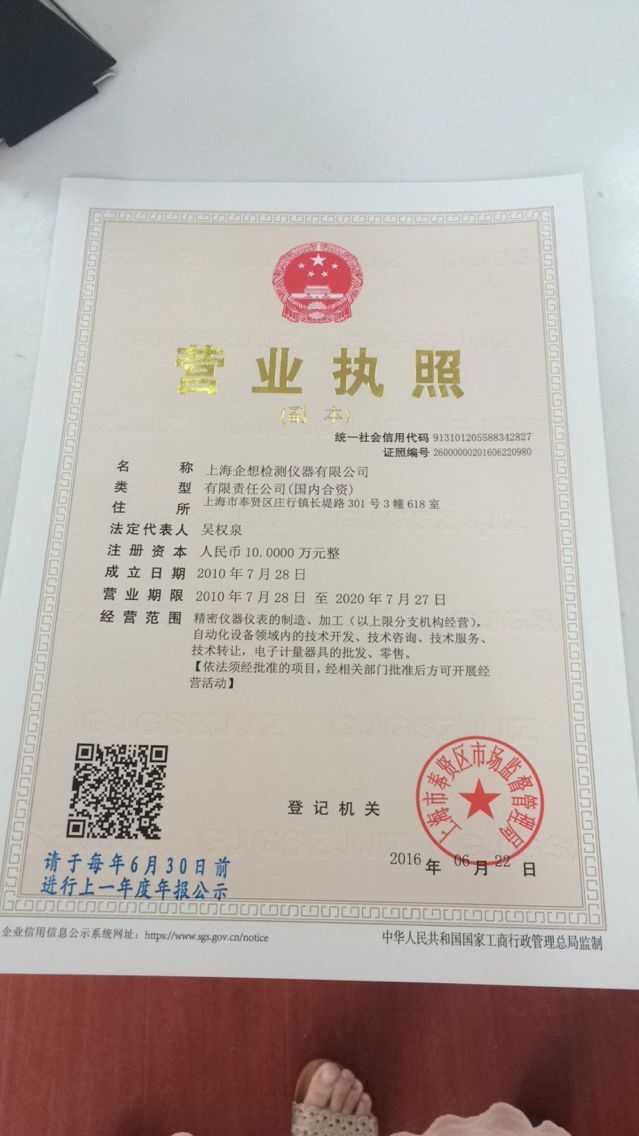 营业执照
(副本)
统一社会信用代码 913101205588342827
证照编号 26000000201606220980
名称 上海企想检测仪器有限公司
类型 有限责任公司(国内合资)
住所 上海市奉贤区庄行镇长堤路301号3幢618室
法定代表人 吴权泉
注册资本 人民币10.0000万元整
成立日期 2010年7月28日
营业期限 2010年7月28日 至 2020年7月27日
经营范围 精密仪器仪表的制造、加工(以上限分支机构经营),
自动化设备领域内的技术开发、技术咨询、技术服务、
技术转让,电子计量器具的批发、零售。
【依法须经批准的项目,经相关部门批准后方可开展经
营活动】
GJGSZJJZ GJGSZJJZ
登记机关
上海市奉贤区市场监督管理局
2016年06月22日
请于每年6月30日前
进行上一年度年报公示
企业信用信息公示系统网址: https://www.sgs.gov.cn/notice
中华人民共和国国家工商行政管理总局监制